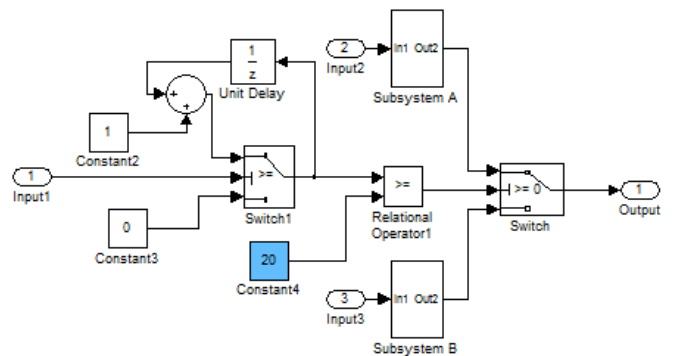 1
z
Unit Delay
+
+
1
Constant2
2
Input2
In1 Out2
Subsystem A
1
Input1
>=
Switch1
0
Constant3
20
Constant4
>=
Relational
Operator1
>= 0
Switch
1
Output
3
Input3
In1 Out2
Subsystem B